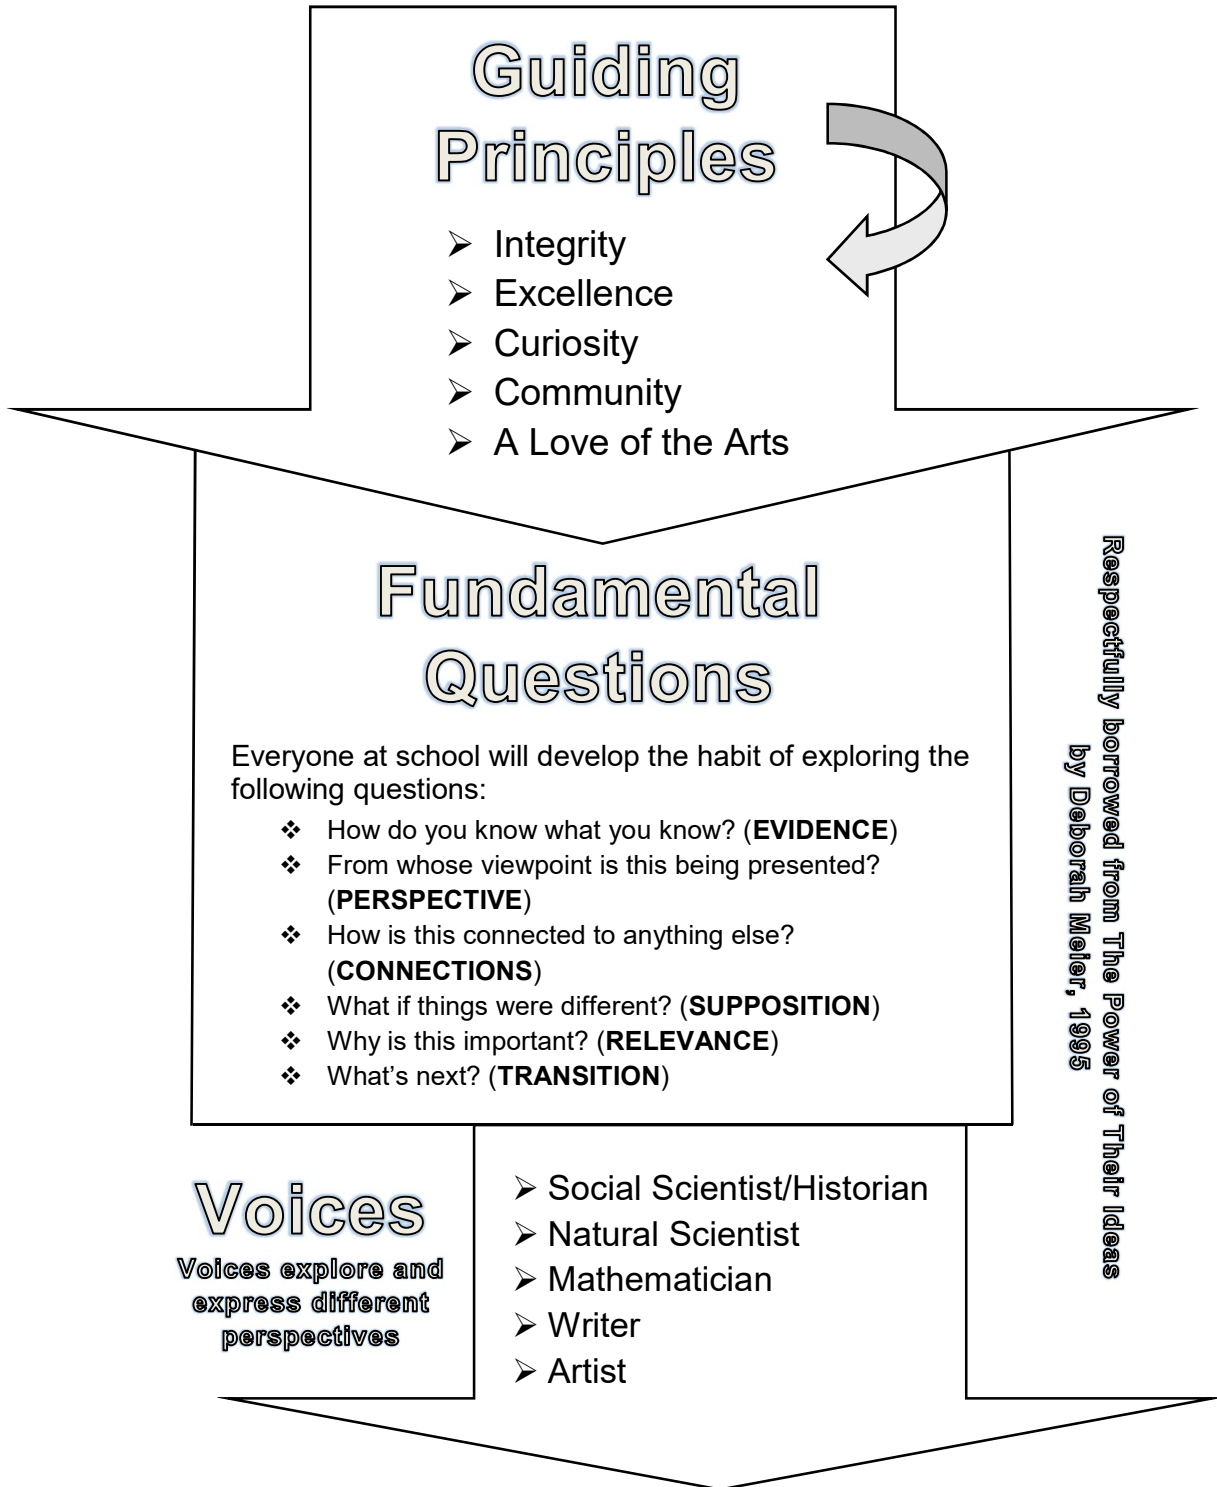 Guiding
Principles
➢ Integrity
➢ Excellence
➢ Curiosity
➢ Community
➢ A Love of the Arts
Fundamental
Questions
Everyone at school will develop the habit of exploring the
following questions:
❖ How do you know what you know? (EVIDENCE)
❖ From whose viewpoint is this being presented?
(PERSPECTIVE)
❖ How is this connected to anything else?
(CONNECTIONS)
❖ What if things were different? (SUPPOSITION)
❖ Why is this important? (RELEVANCE)
❖ What’s next? (TRANSITION)
Respectfully borrowed from The Power of Their Ideas
by Deborah Meier, 1995
Voices
Voices explore and
express different
perspectives
➢ Social Scientist/Historian
➢ Natural Scientist
➢ Mathematician
➢ Writer
➢ Artist